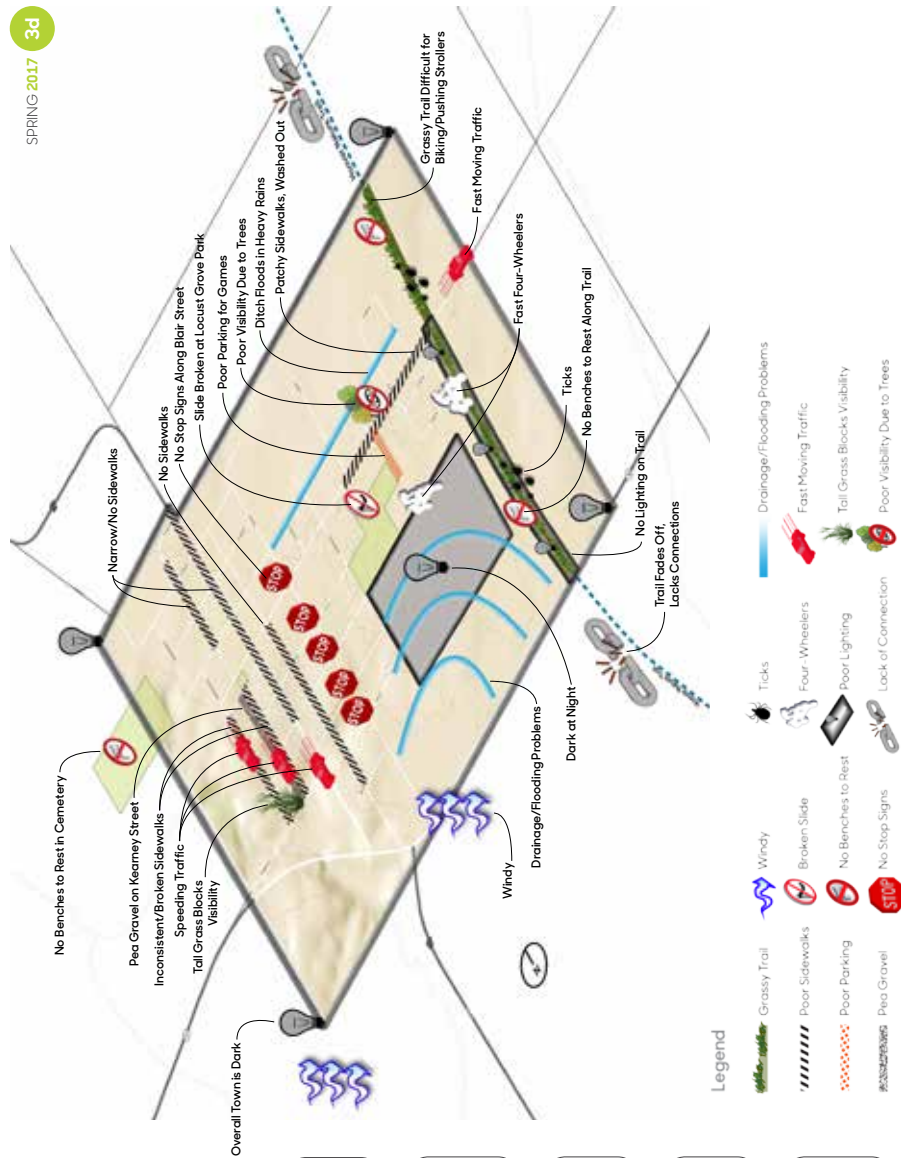 SPRING 2017 3d
No Benches to Rest in Cemetery
Pea Gravel on Kearney Street
Inconsistent/Broken Sidewalks
Speeding Traffic
Tall Grass Blocks
Visibility
Overall Town is Dark
Narrow/No Sidewalks
No Sidewalks
No Stop Signs Along Blair Street
Slide Broken at Locust Grove Park
Poor Parking for Games
Poor Visibility Due to Trees
Ditch Floods in Heavy Rains
Patchy Sidewalks, Washed Out
Grassy Trail Difficult for
Biking/Pushing Strollers
Fast Moving Traffic
Fast Four-Wheelers
No Benches to Rest Along Trail
Ticks
No Lighting on Trail
Trail Fades Off,
Lacks Connections
Dark at Night
Drainage/Flooding Problems
Windy
STOP
STOP
STOP
STOP
STOP
Legend
Grassy Trail
Poor Sidewalks
Poor Parking
Pea Gravel
Windy
Broken Slide
No Benches to Rest
STOP
No Stop Signs
Ticks
Four-Wheelers
Poor Lighting
Lack of Connection
Drainage/Flooding Problems
Fast Moving Traffic
Tall Grass Blocks Visibility
Poor Visibility Due to Trees